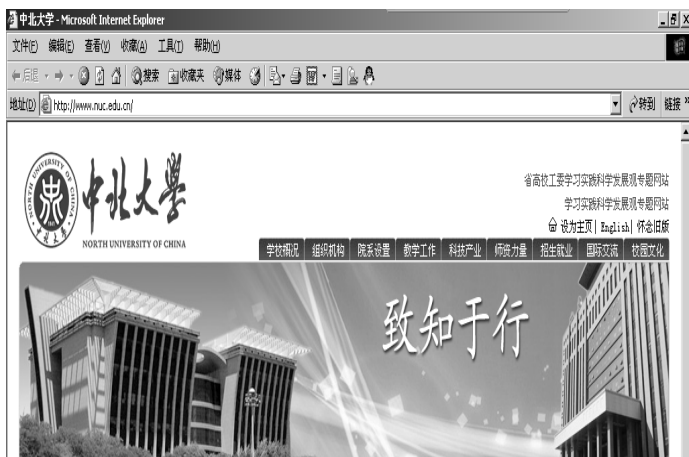 中北大学 - Microsoft Internet Explorer
文件(F) 编辑(E) 查看(V) 收藏(A) 工具(T) 帮助(H)
后退 搜索 收藏夹 媒体
地址(D) http://www.nuc.edu.cn/ 转到 链接 »
NORTH UNIVERSITY OF CHINA
中北大學
NORTH UNIVERSITY OF CHINA
省高校工委学习实践科学发展观专题网站
学习实践科学发展观专题网站
设为主页| English| 怀念旧版
学校概况 组织机构 院系设置 教学工作 科技产业 师资力量 招生就业 国际交流 校园文化
致知于行